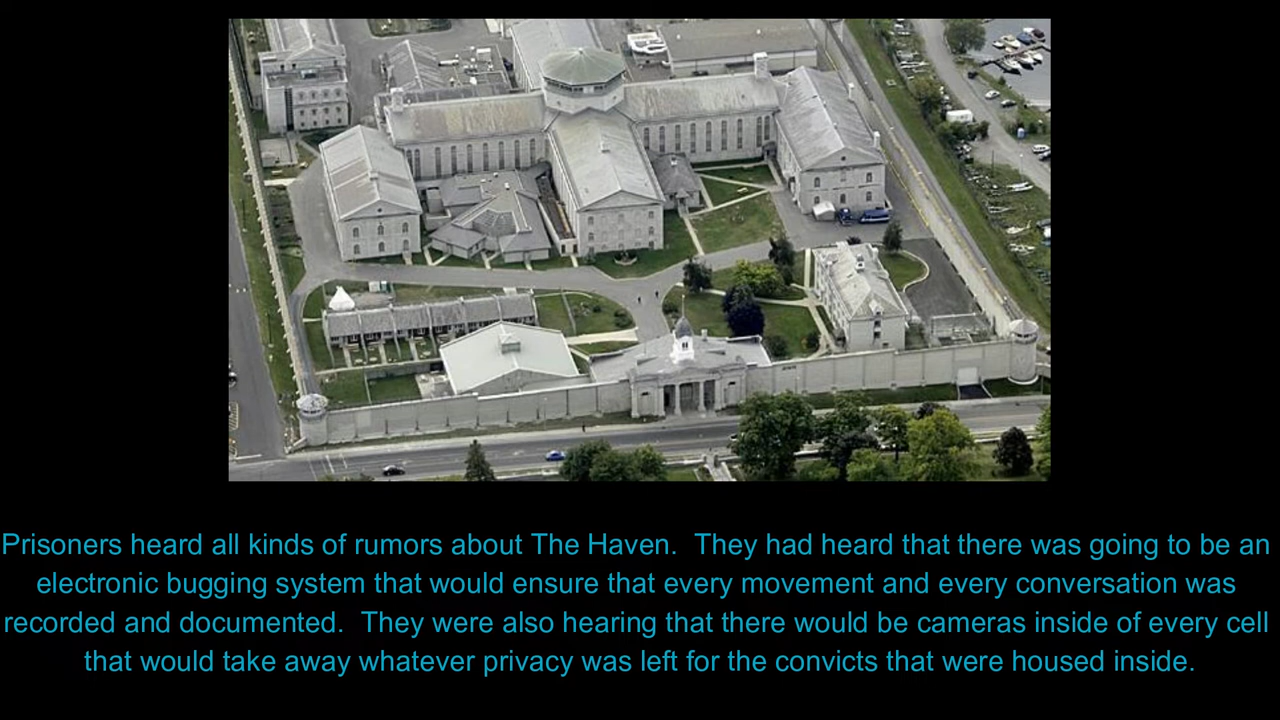 Prisoners heard all kinds of rumors about The Haven.  They had heard that there was going to be an
electronic bugging system that would ensure that every movement and every conversation was
recorded and documented.  They were also hearing that there would be cameras inside of every cell
that would take away whatever privacy was left for the convicts that were housed inside.